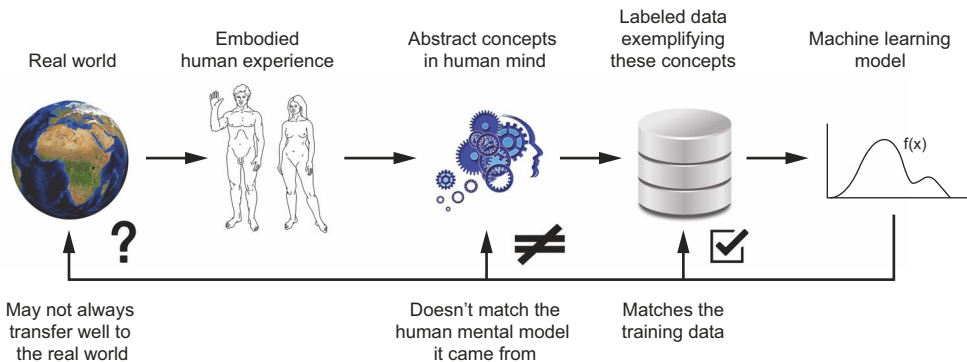 Real world
Embodied
human experience
Abstract concepts
in human mind
Labeled data
exemplifying
these concepts
Machine learning
model
f(x)
?
≠
May not always
transfer well to
the real world
Doesn’t match the
human mental model
it came from
Matches the
training data